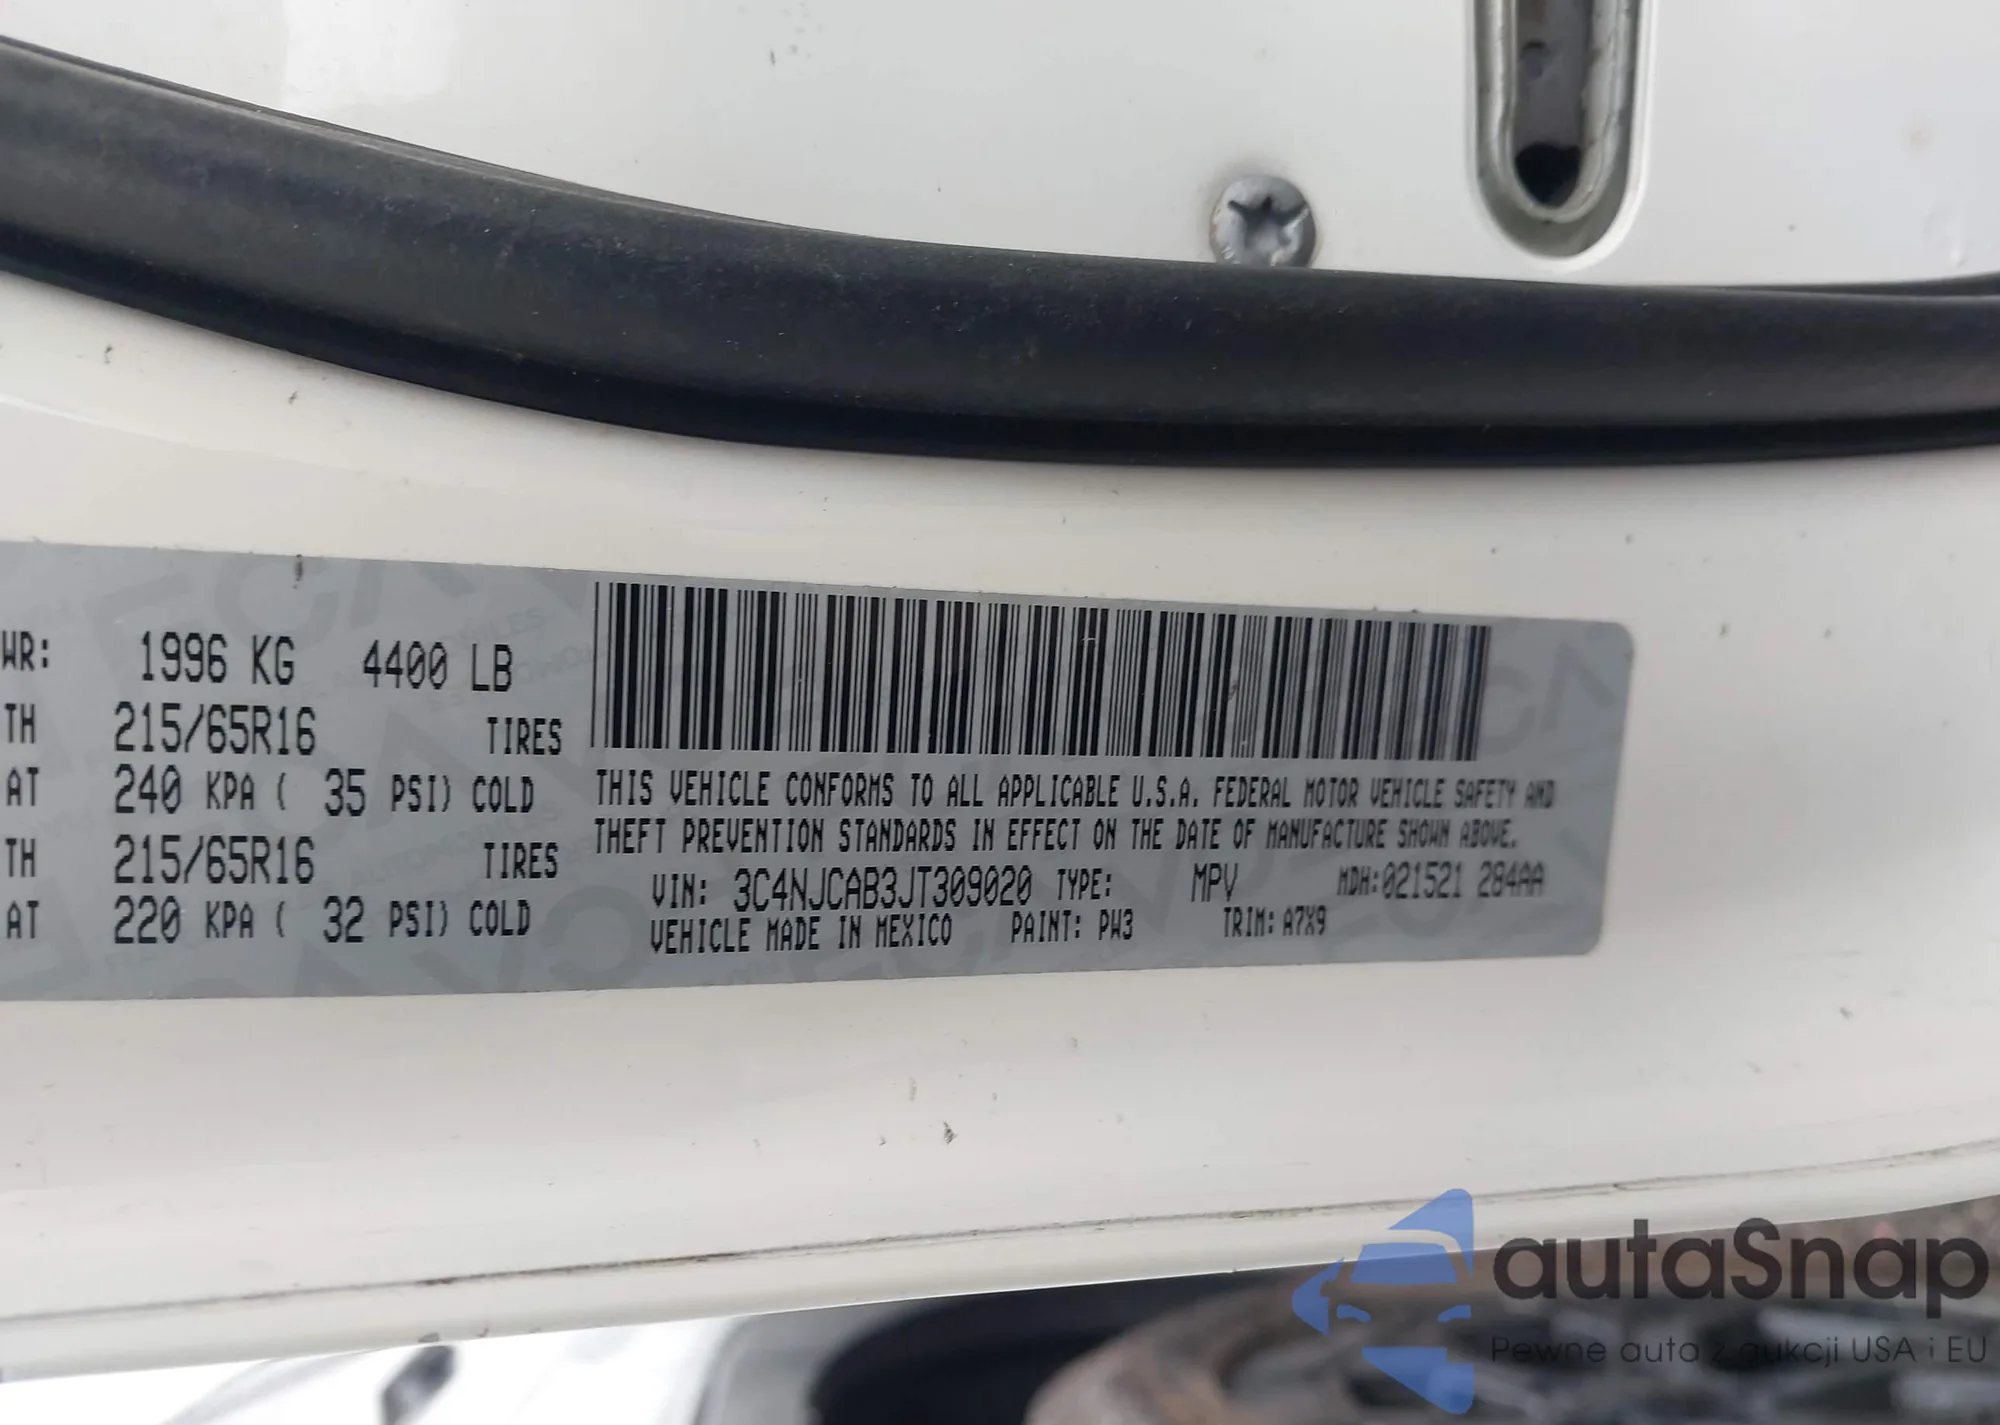 WR: 1996 KG 4400 LB
TH 215/65R16 TIRES
AT 240 KPA ( 35 PSI) COLD
TH 215/65R16 TIRES
AT 220 KPA ( 32 PSI) COLD
THIS VEHICLE CONFORMS TO ALL APPLICABLE U.S.A. FEDERAL MOTOR VEHICLE SAFETY AND
THEFT PREVENTION STANDARDS IN EFFECT ON THE DATE OF MANUFACTURE SHOWN ABOVE.
VIN: 3C4NJCAB3JT309020 TYPE: MPV MDH:021521 284AA
VEHICLE MADE IN MEXICO PAINT: PW3 TRIM: A7X9
autaSnap
Pewne auta z aukcji USA i EU